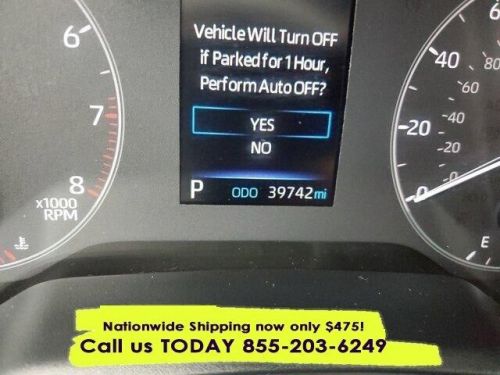 Vehicle Will Turn OFF
if Parked for 1 Hour,
Perform Auto OFF?
YES
NO
P ODO 39742 mi
6
7
8
x1000
RPM
80
60
40
20
20
0
0
E
Nationwide Shipping now only $475!
Call us TODAY 855-203-6249